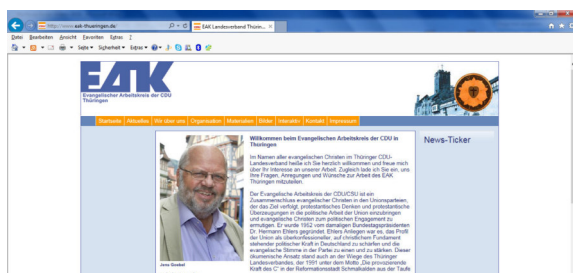 http://www.eak-thueringen.de/
EAK Landesverband Thürin...
Datei Bearbeiten Ansicht Favoriten Extras ?
Seite Sicherheit Extras
EAK
Evangelischer Arbeitskreis der CDU
Thüringen
Startseite Aktuelles Wir über uns Organisation Materialien Bilder Interaktiv Kontakt Impressum
Willkommen beim Evangelischen Arbeitskreis der CDU in
Thüringen
News-Ticker
Im Namen aller evangelischen Christen im Thüringer CDU-
Landesverband heiße ich Sie herzlich willkommen und freue mich
über Ihr Interesse an unserer Arbeit. Zugleich lade ich Sie ein, uns
Ihre Fragen, Anregungen und Wünsche zur Arbeit des EAK
Thüringen mitzuteilen.
Der Evangelische Arbeitskreis der CDU/CSU ist ein
Zusammenschluss evangelischer Christen in den Unionsparteien,
der das Ziel verfolgt, protestantisches Denken und protestantische
Überzeugungen in die politische Arbeit der Union einzubringen
und evangelische Christen zum politischen Engagement zu
ermutigen. Er wurde 1952 vom damaligen Bundestagspräsidenten
Dr. Hermann Ehlers gegründet. Ehlers Anliegen war es, das Profil
der Union als überkonfessioneller, auf christlichem Fundament
stehender politischer Kraft in Deutschland zu schärfen und die
evangelische Stimme in der Partei zu einen und zu stärken. Dieser
ökumenische Ansatz stand auch an der Wiege des Thüringer
Landesverbandes, der 1991 unter dem Motto „Die provozierende
Kraft des C" in der Reformationsstadt Schmalkalden aus der Taufe
Jens Goebel